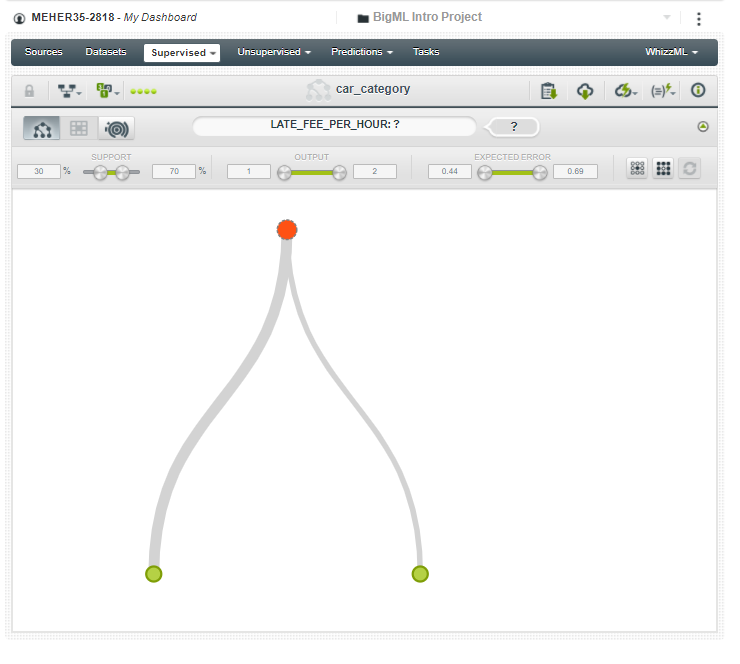 MEHER35-2818 - My Dashboard
BigML Intro Project
Sources Datasets Supervised Unsupervised Predictions Tasks WhizzML
car_category
LATE_FEE_PER_HOUR: ?
?
SUPPORT OUTPUT EXPECTED ERROR
30 % 70 % 1 2 0.44 0.69